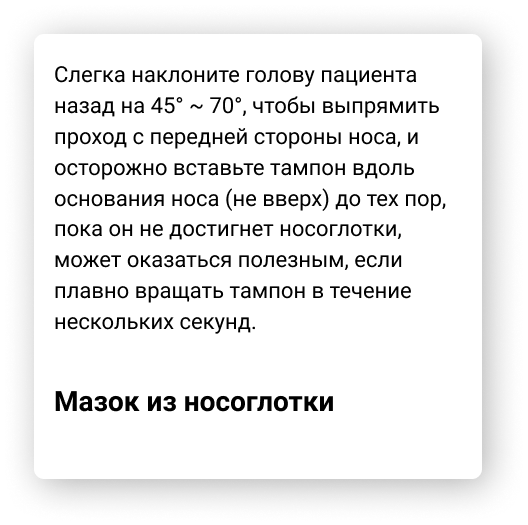 Слегка наклоните голову пациента
назад на 45° ~ 70°, чтобы выпрямить
проход с передней стороны носа, и
осторожно вставьте тампон вдоль
основания носа (не вверх) до тех пор,
пока он не достигнет носоглотки,
может оказаться полезным, если
плавно вращать тампон в течение
нескольких секунд.
Мазок из носоглотки